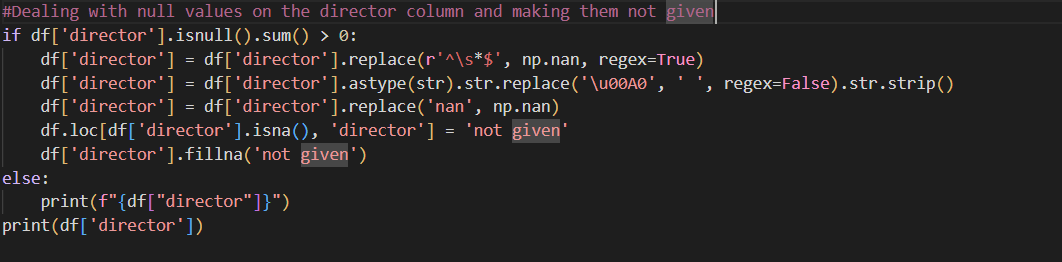 #Dealing with null values on the director column and making them not given
if df['director'].isnull().sum() > 0:
    df['director'] = df['director'].replace(r'^\s*$', np.nan, regex=True)
    df['director'] = df['director'].astype(str).str.replace('\u00A0', ' ', regex=False).str.strip()
    df['director'] = df['director'].replace('nan', np.nan)
    df.loc[df['director'].isna(), 'director'] = 'not given'
    df['director'].fillna('not given')
else:
    print(f"{df["director"]}")
print(df['director'])